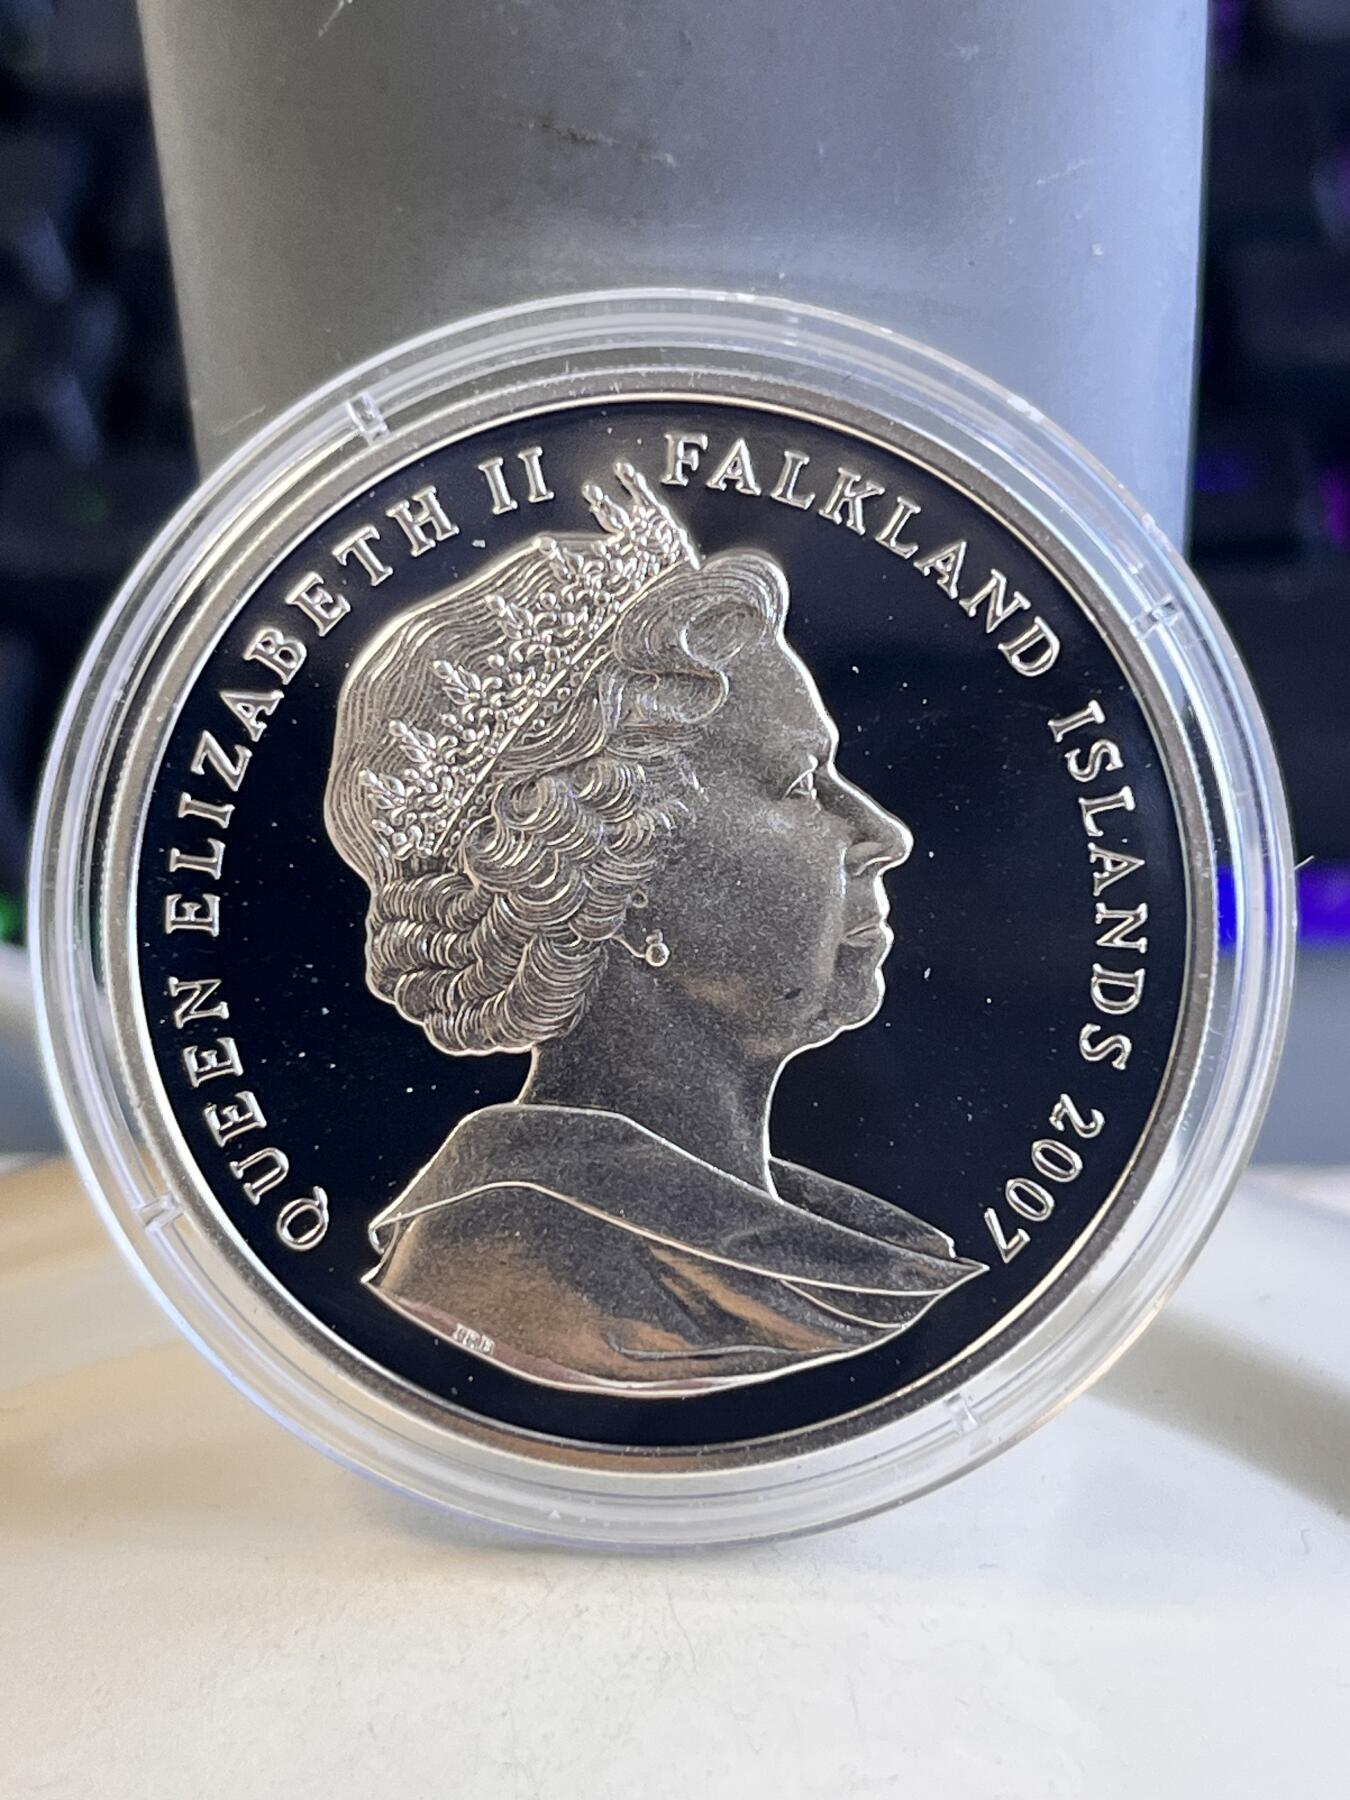 QUEEN ELIZABETH II FALKLAND ISLANDS 2007